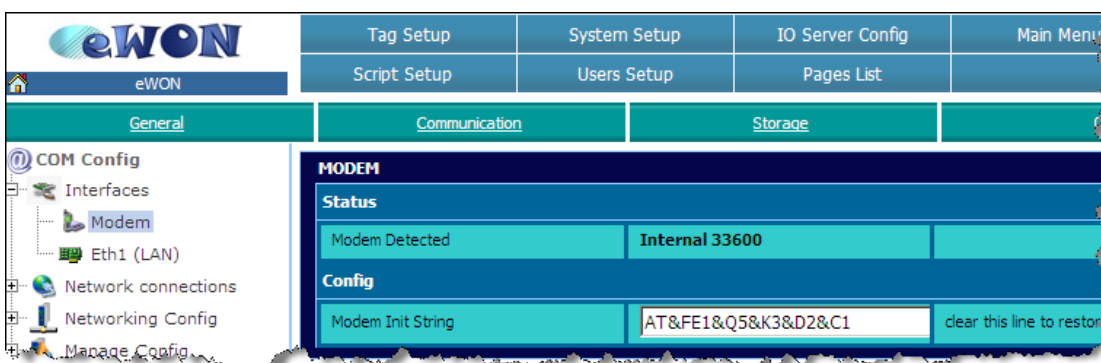 eWON
Tag Setup System Setup IO Server Config Main Menu
eWON
Script Setup Users Setup Pages List
General Communication Storage
COM Config
Interfaces
Modem
Eth1 (LAN)
Network connections
Networking Config
Manage Config
MODEM
Status
Modem Detected Internal 33600
Config
Modem Init String AT&FE1&Q5&K3&D2&C1 clear this line to restor